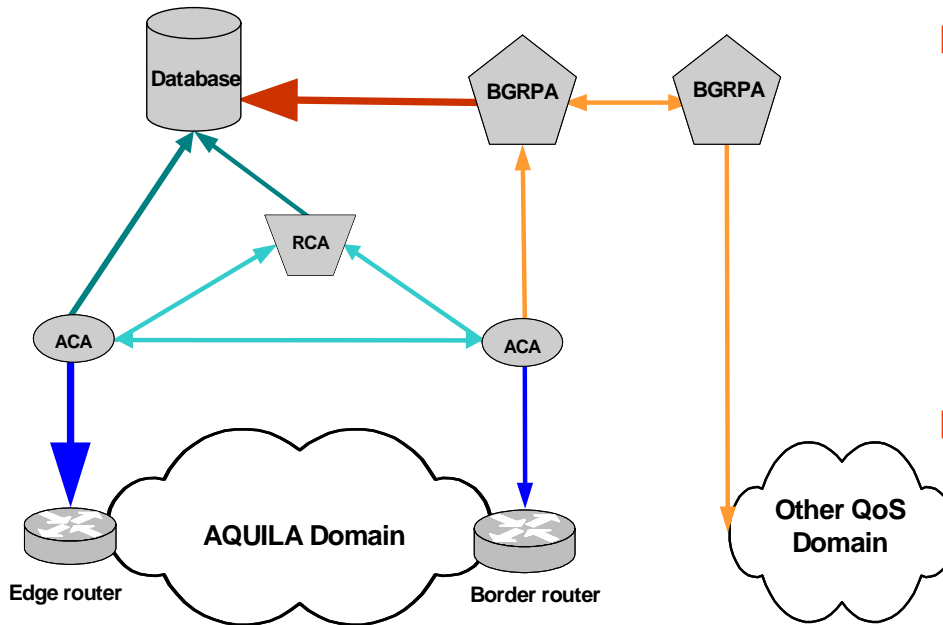 Database
BGRPA
BGRPA
RCA
ACA
ACA
AQUILA Domain
Other QoS
Domain
Edge router
Border router